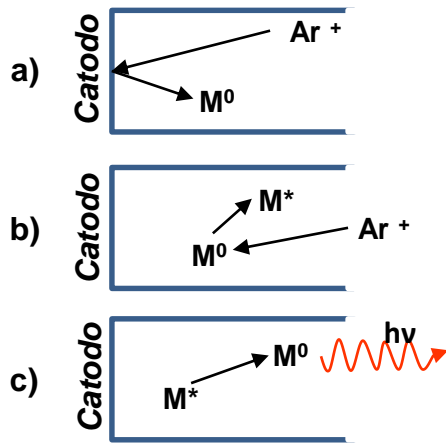 a)
Catodo
Ar +
M⁰
b)
Catodo
M*
M⁰
Ar +
c)
Catodo
M*
M⁰
hν